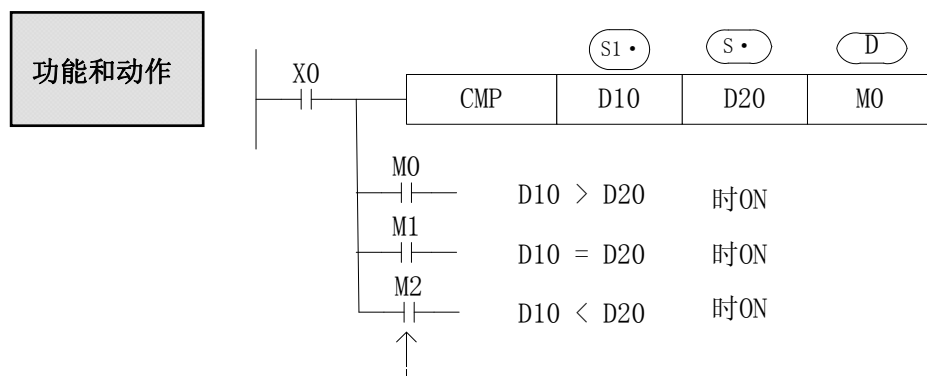 功能和动作
S1· S· D
X0
CMP D10 D20 M0
M0
D10 > D20 时ON
M1
D10 = D20 时ON
M2
D10 < D20 时ON